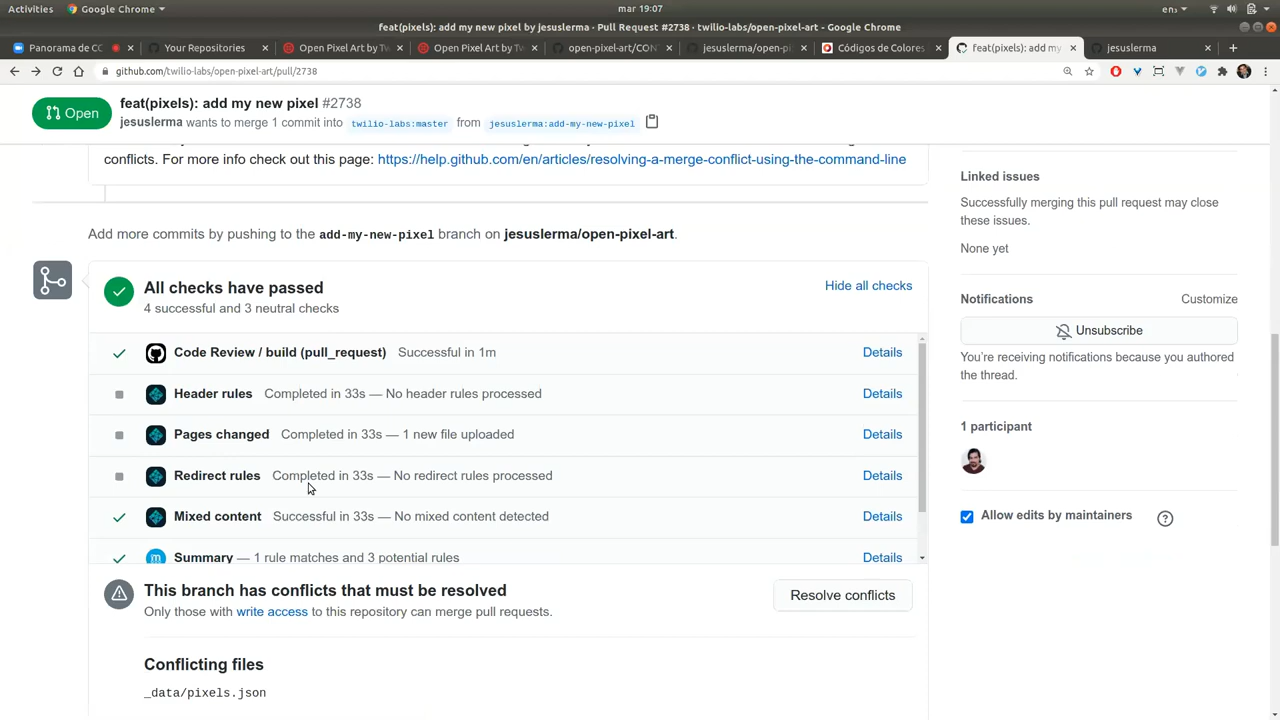 Activities
Google Chrome
mar 19:07
en
feat(pixels): add my new pixel by jesuslerma · Pull Request #2738 · twilio-labs/open-pixel-art - Google Chrome
Panorama de CC
Your Repositories
Open Pixel Art by Tw
Open Pixel Art by Tw
open-pixel-art/CON
jesuslerma/open-pi
Códigos de Colores
feat(pixels): add my
jesuslerma
github.com/twilio-labs/open-pixel-art/pull/2738
Open
feat(pixels): add my new pixel #2738
jesuslerma wants to merge 1 commit into twilio-labs:master from jesuslerma:add-my-new-pixel
conflicts. For more info check out this page: https://help.github.com/en/articles/resolving-a-merge-conflict-using-the-command-line
Add more commits by pushing to the add-my-new-pixel branch on jesuslerma/open-pixel-art.
All checks have passed
Hide all checks
4 successful and 3 neutral checks
Code Review / build (pull_request) Successful in 1m Details
Header rules Completed in 33s — No header rules processed Details
Pages changed Completed in 33s — 1 new file uploaded Details
Redirect rules Completed in 33s — No redirect rules processed Details
Mixed content Successful in 33s — No mixed content detected Details
Summary — 1 rule matches and 3 potential rules Details
This branch has conflicts that must be resolved
Only those with write access to this repository can merge pull requests.
Resolve conflicts
Conflicting files
_data/pixels.json
Linked issues
Successfully merging this pull request may close
these issues.
None yet
Notifications
Customize
Unsubscribe
You're receiving notifications because you authored
the thread.
1 participant
Allow edits by maintainers